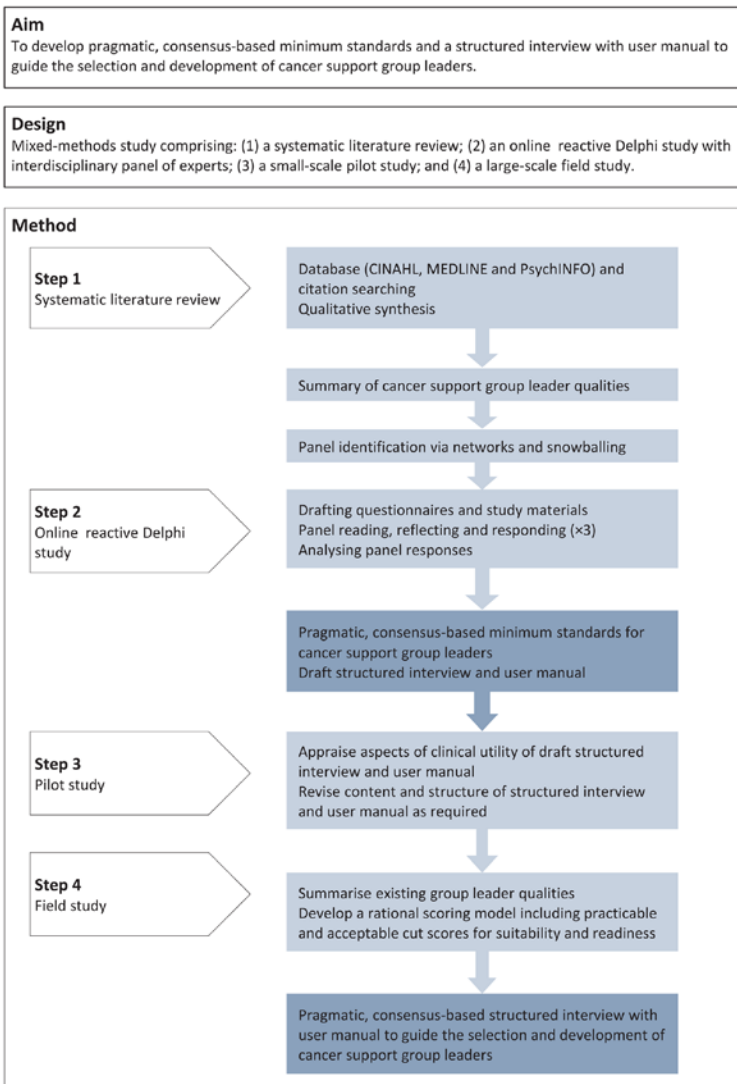 Aim
To develop pragmatic, consensus-based minimum standards and a structured interview with user manual to
guide the selection and development of cancer support group leaders.
Design
Mixed-methods study comprising: (1) a systematic literature review; (2) an online reactive Delphi study with
interdisciplinary panel of experts; (3) a small-scale pilot study; and (4) a large-scale field study.
Method
Step 1
Systematic literature review
Database (CINAHL, MEDLINE and PsychINFO) and
citation searching
Qualitative synthesis
Summary of cancer support group leader qualities
Panel identification via networks and snowballing
Step 2
Online reactive Delphi
study
Drafting questionnaires and study materials
Panel reading, reflecting and responding (×3)
Analysing panel responses
Pragmatic, consensus-based minimum standards for
cancer support group leaders
Draft structured interview and user manual
Step 3
Pilot study
Appraise aspects of clinical utility of draft structured
interview and user manual
Revise content and structure of structured interview
and user manual as required
Step 4
Field study
Summarise existing group leader qualities
Develop a rational scoring model including practicable
and acceptable cut scores for suitability and readiness
Pragmatic, consensus-based structured interview with
user manual to guide the selection and development of
cancer support group leaders